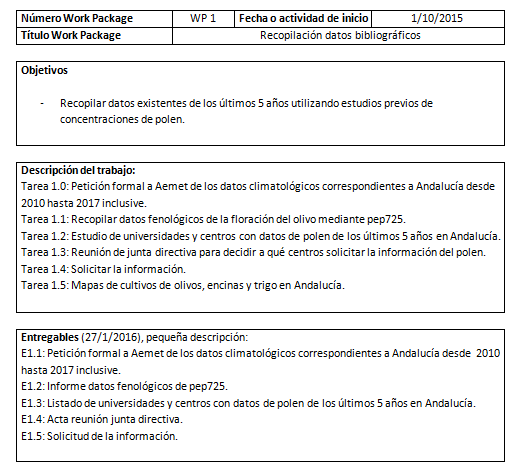 Número Work Package WP 1 Fecha o actividad de inicio 1/10/2015
Título Work Package Recopilación datos bibliográficos
Objetivos
- Recopilar datos existentes de los últimos 5 años utilizando estudios previos de
concentraciones de polen.
Descripción del trabajo:
Tarea 1.0: Petición formal a Aemet de los datos climatológicos correspondientes a Andalucía desde
2010 hasta 2017 inclusive.
Tarea 1.1: Recopilar datos fenológicos de la floración del olivo mediante pep725.
Tarea 1.2: Estudio de universidades y centros con datos de polen de los últimos 5 años en Andalucía.
Tarea 1.3: Reunión de junta directiva para decidir a qué centros solicitar la información del polen.
Tarea 1.4: Solicitar la información.
Tarea 1.5: Mapas de cultivos de olivos, encinas y trigo en Andalucía.
Entregables (27/1/2016), pequeña descripción:
E1.1: Petición formal a Aemet de los datos climatológicos correspondientes a Andalucía desde 2010
hasta 2017 inclusive.
E1.2: Informe datos fenológicos de pep725.
E1.3: Listado de universidades y centros con datos de polen de los últimos 5 años en Andalucía.
E1.4: Acta reunión junta directiva.
E1.5: Solicitud de la información.